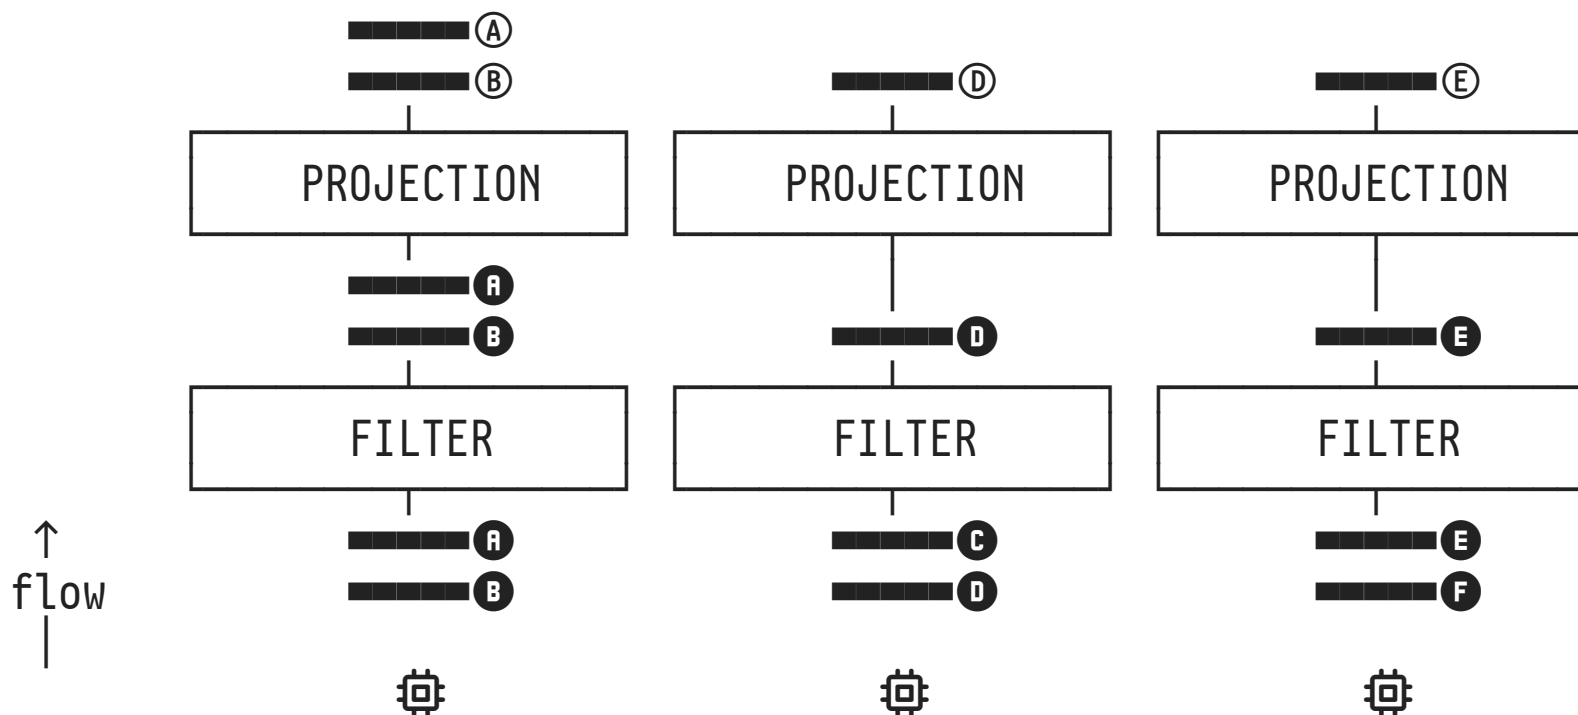 Ⓐ
Ⓑ Ⓓ Ⓔ
PROJECTION PROJECTION PROJECTION
🅐
🅑 🅓 🅔
FILTER FILTER FILTER
🅐 🅒 🅔
flow 🅑 🅓 🅕